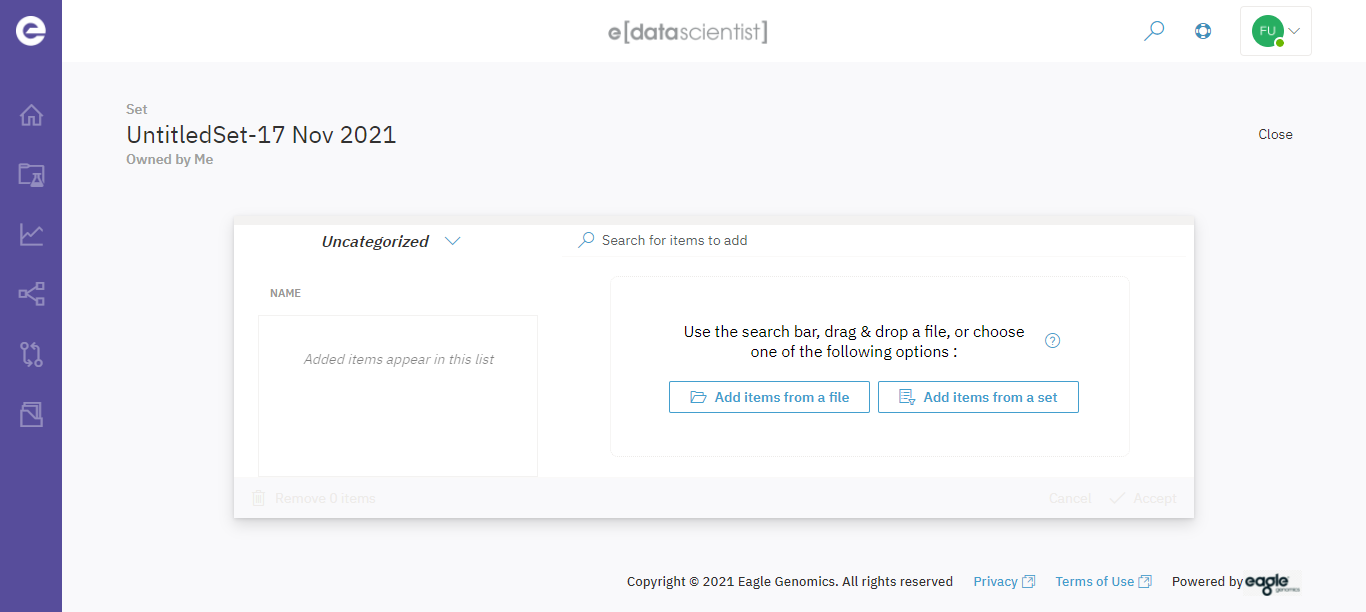 e[datascientist]
FU
Set
UntitledSet-17 Nov 2021
Owned by Me
Close
Uncategorized
Search for items to add
NAME
Added items appear in this list
Use the search bar, drag & drop a file, or choose
one of the following options :
?
Add items from a file
Add items from a set
Remove 0 items
Cancel
Accept
Copyright © 2021 Eagle Genomics. All rights reserved
Privacy
Terms of Use
Powered by eagle genomics